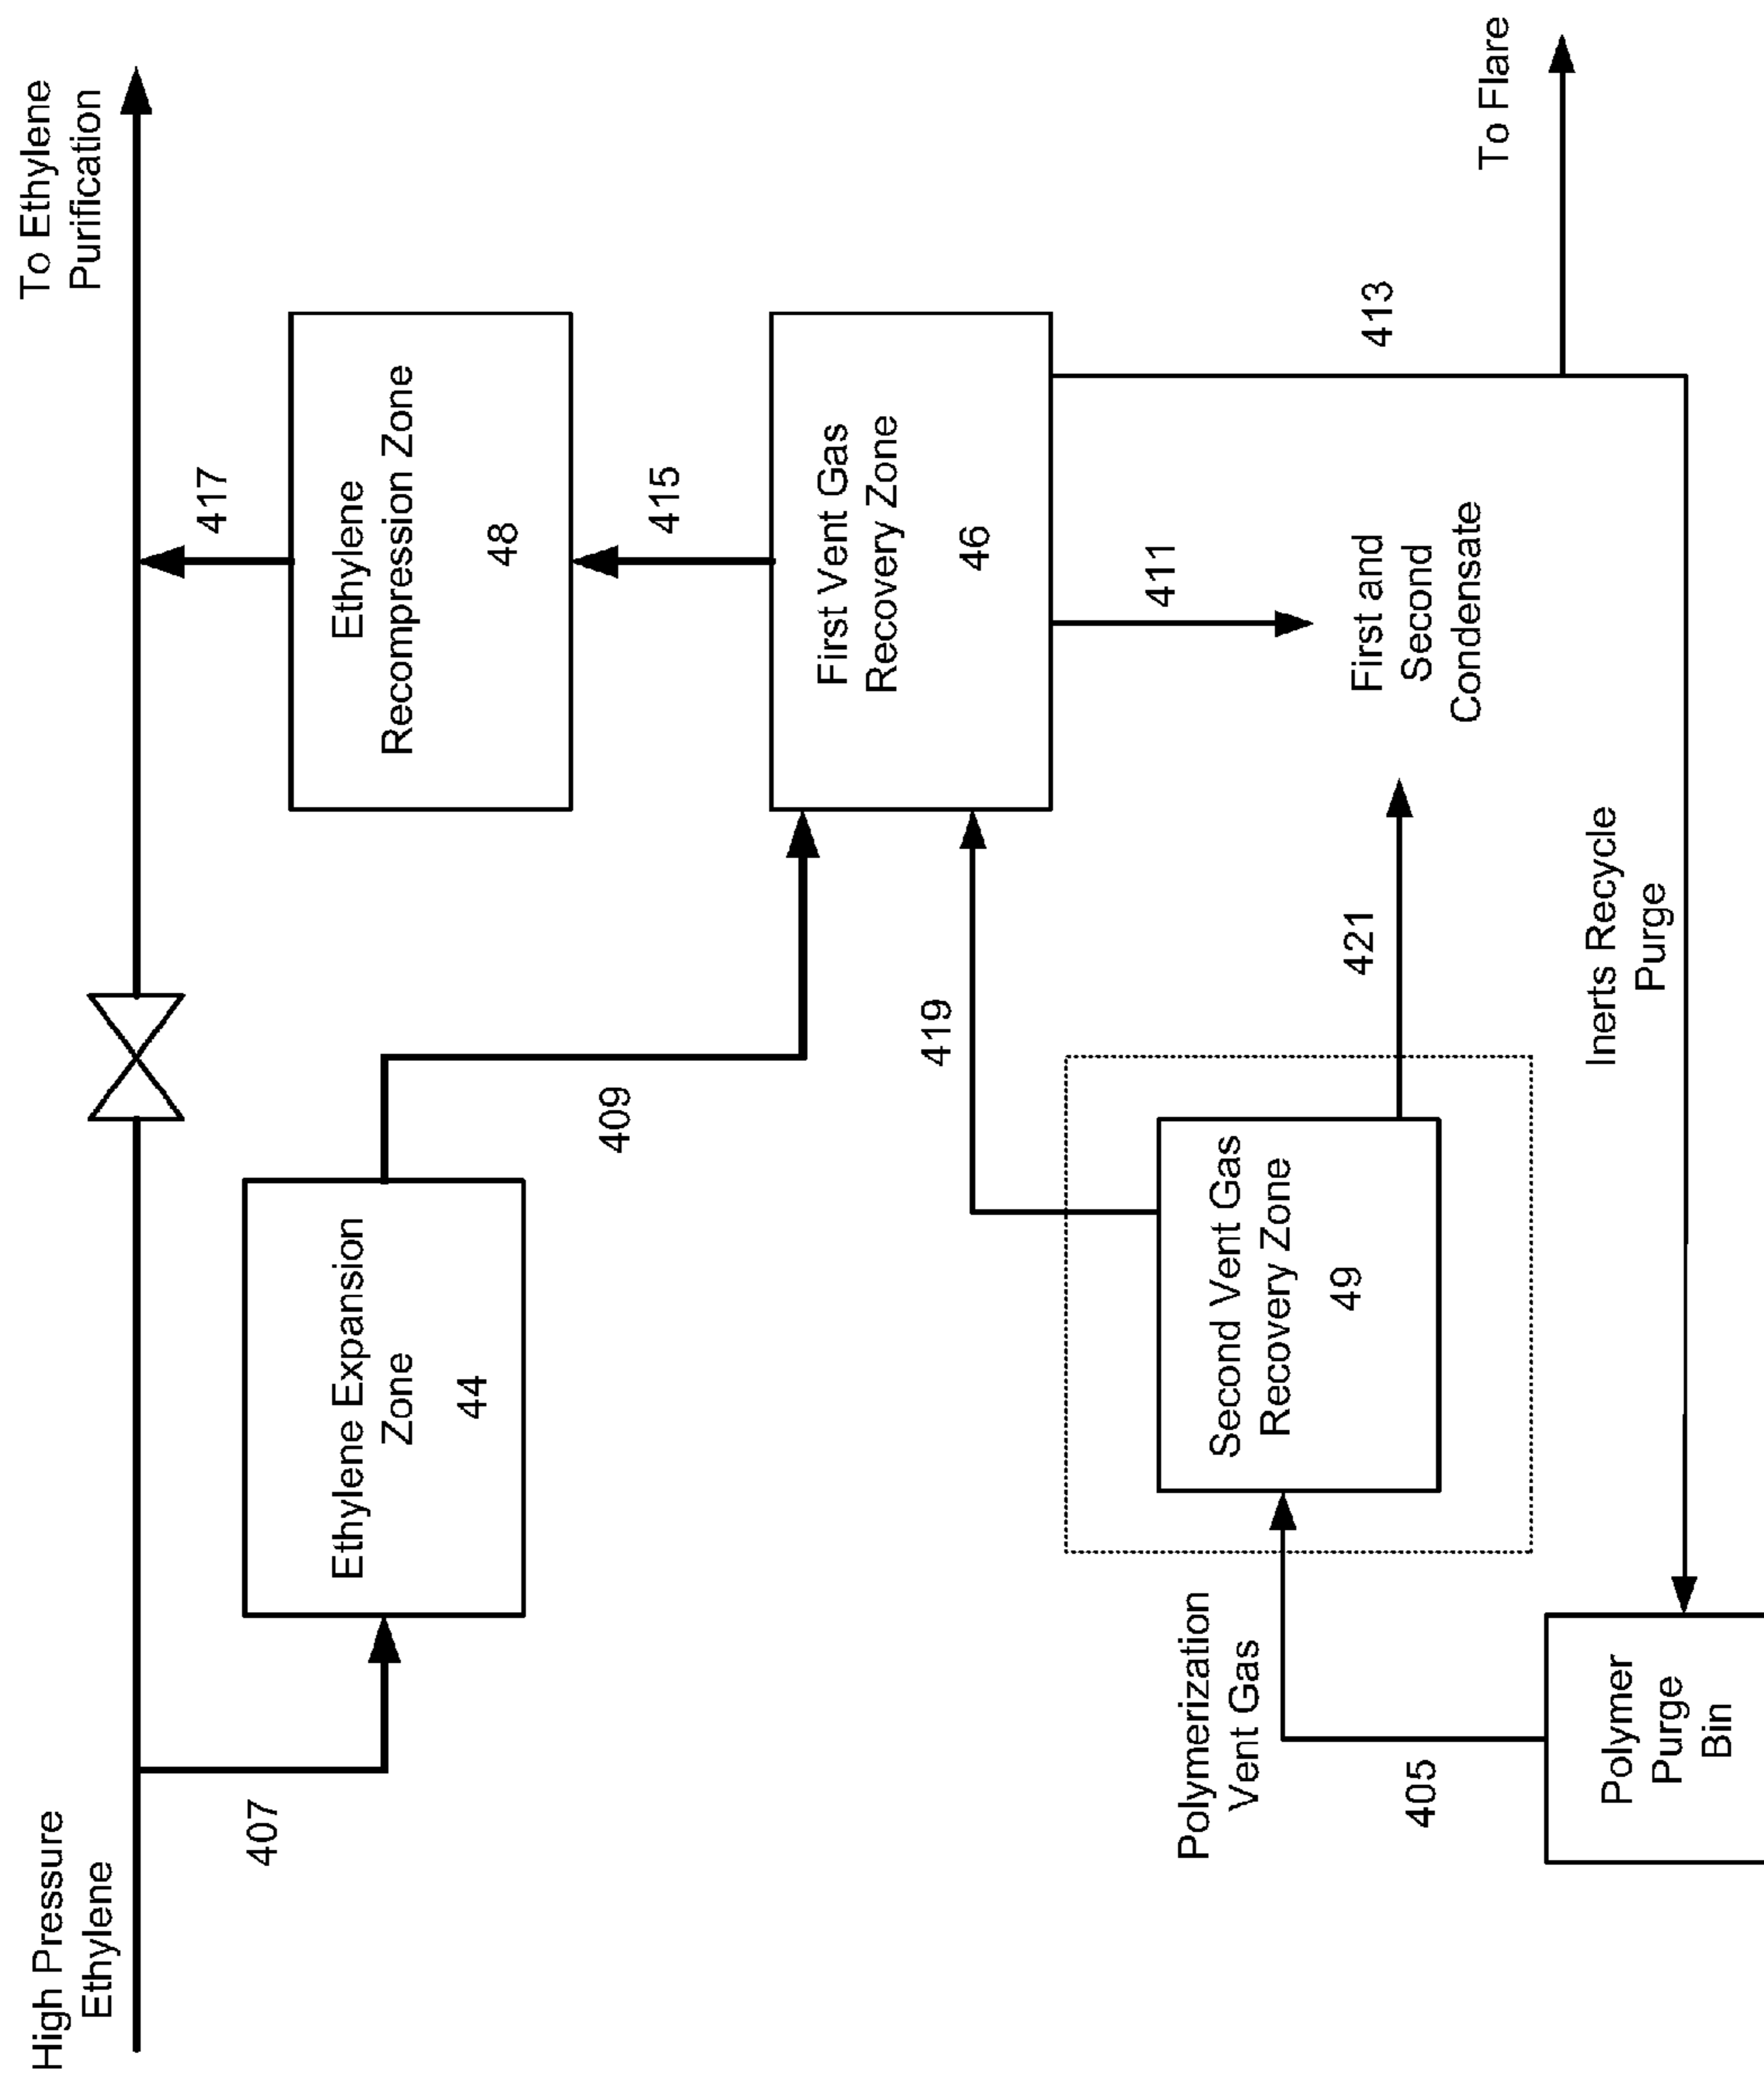 High Pressure
Ethylene
To Ethylene
Purification
407
Ethylene Expansion
Zone
44
409
417
Ethylene
Recompression Zone
48
415
First Vent Gas
Recovery Zone
46
411
First and
Second
Condensate
413
To Flare
419
421
Second Vent Gas
Recovery Zone
49
Polymerization
Vent Gas
405
Polymer
Purge
Bin
Inerts Recycle
Purge